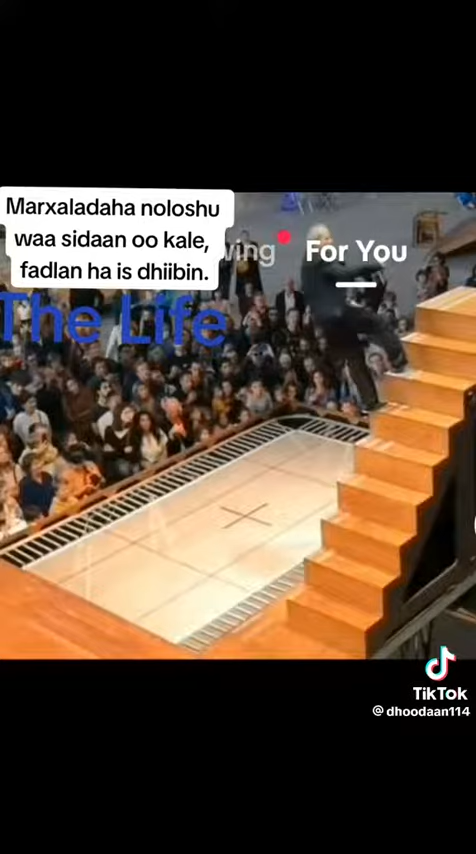 Marxaladaha noloshu
waa sidaan oo kale,
fadlan ha is dhiibin.
For You
The Life
TikTok
@dhoodaan114